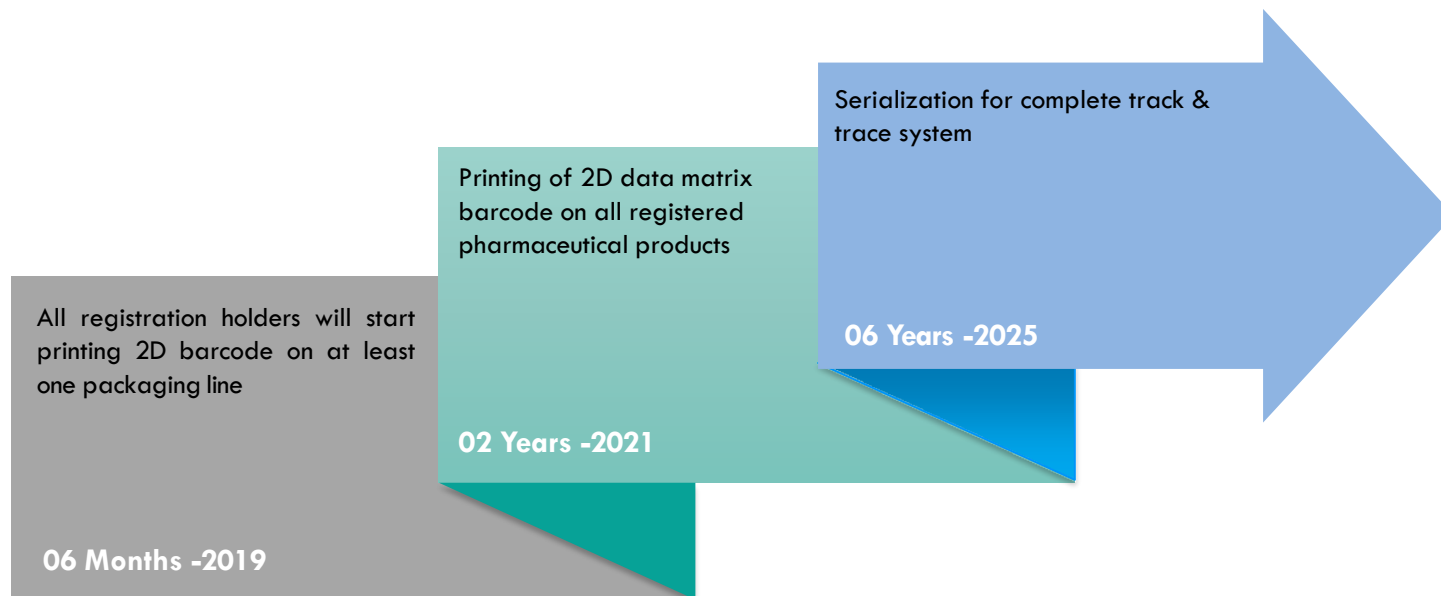 All registration holders will start
printing 2D barcode on at least
one packaging line
06 Months -2019
Printing of 2D data matrix
barcode on all registered
pharmaceutical products
02 Years -2021
Serialization for complete track &
trace system
06 Years -2025